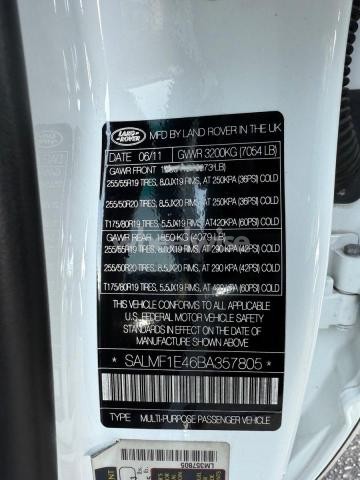 LAND ROVER
MFD BY LAND ROVER IN THE UK
DATE 06/11 GVWR 3200KG (7054 LB)
GAWR FRONT
255/55R19 TIRES, 8.0JX19 RIMS, AT 250KPA (36PSI) COLD
255/50R20 TIRES, 8.5JX20 RIMS, AT 250 KPA (36PSI) COLD
T175/80R19 TIRES, 5.5JX19 RIMS, AT420KPA (60PSI) COLD
GAWR REAR 1850 KG (4079 LB)
255/55R19 TIRES, 8.0JX19 RIMS, AT 290 KPA (42PSI) COLD
255/50R20 TIRES, 8.5JX20 RIMS, AT 290 KPA (42PSI) COLD
T175/80R19 TIRES, 5.5JX19 RIMS, AT 420KPA (60PSI) COLD
THIS VEHICLE CONFORMS TO ALL APPLICABLE
U.S. FEDERAL MOTOR VEHICLE SAFETY
STANDARDS IN EFFECT ON THE DATE OF
MANUFACTURE SHOWN ABOVE
* SALMF1E46BA357805 *
TYPE MULTI-PURPOSE PASSENGER VEHICLE
LM357805